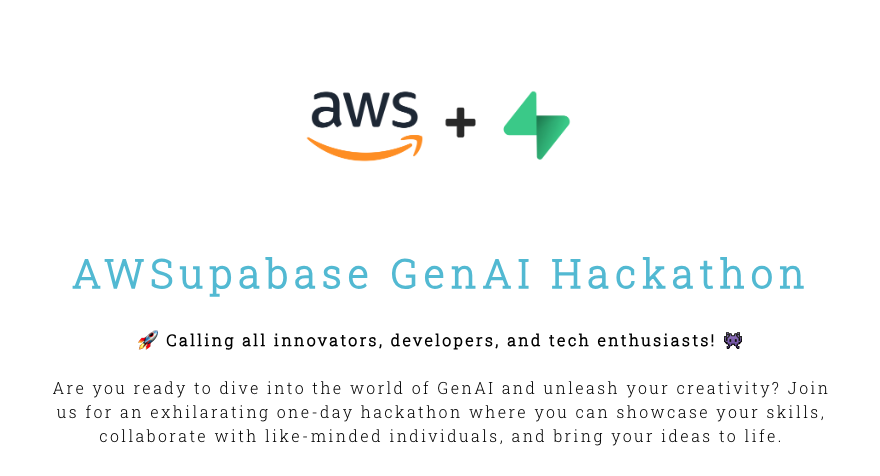 aws +
AWSupabase GenAI Hackathon
🚀 Calling all innovators, developers, and tech enthusiasts! 👾
Are you ready to dive into the world of GenAI and unleash your creativity? Join
us for an exhilarating one-day hackathon where you can showcase your skills,
collaborate with like-minded individuals, and bring your ideas to life.